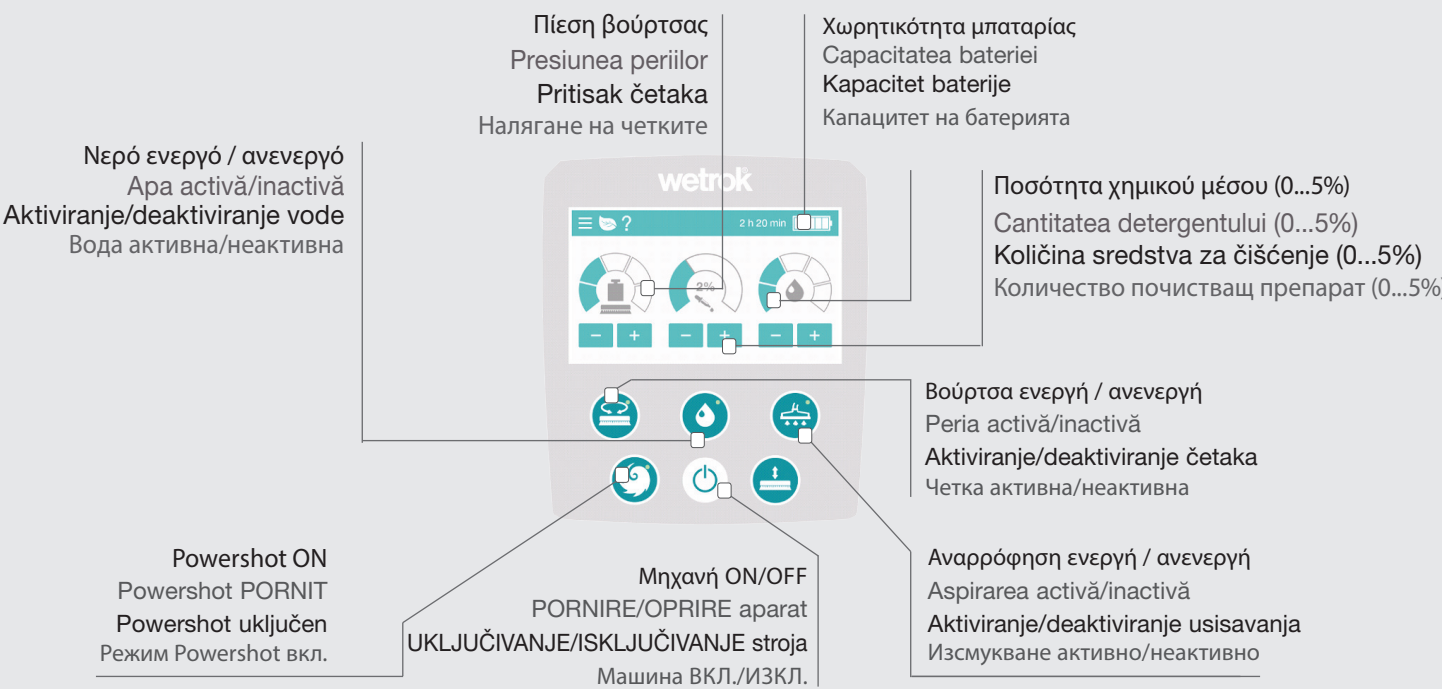 Πίεση βούρτσας
Presiunea periilor
Pritisak četaka
Налягане на четките
Χωρητικότητα μπαταρίας
Capacitatea bateriei
Kapacitet baterije
Капацитет на батерията
Νερό ενεργό / ανενεργό
Apa activă/inactivă
Aktiviranje/deaktiviranje vode
Вода активна/неактивна
wetrok
? 2 h 20 min
2%
− + − + − +
Ποσότητα χημικού μέσου (0...5%)
Cantitatea detergentului (0...5%)
Količina sredstva za čišćenje (0...5%)
Количество почистващ препарат (0...5%)
Βούρτσα ενεργή / ανενεργή
Peria activă/inactivă
Aktiviranje/deaktiviranje četaka
Четка активна/неактивна
Powershot ON
Powershot PORNIT
Powershot uključen
Режим Powershot вкл.
Μηχανή ON/OFF
PORNIRE/OPRIRE aparat
UKLJUČIVANJE/ISKLJUČIVANJE stroja
Машина ВКЛ./ИЗКЛ.
Αναρρόφηση ενεργή / ανενεργή
Aspirarea activă/inactivă
Aktiviranje/deaktiviranje usisavanja
Изсмукване активно/неактивно